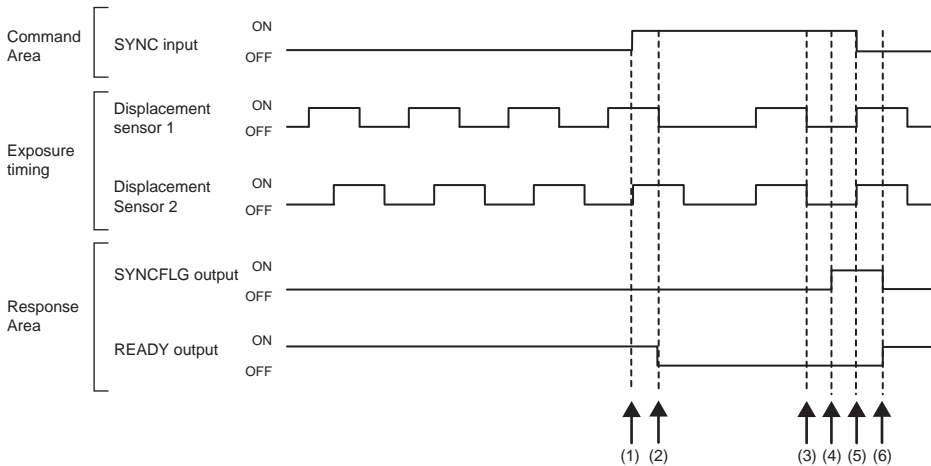 Command
Area
SYNC input
ON
OFF
Exposure
timing
Displacement
sensor 1
ON
OFF
Displacement
Sensor 2
ON
OFF
Response
Area
SYNCFLG output
ON
OFF
READY output
ON
OFF
(1) (2) (3) (4) (5) (6)